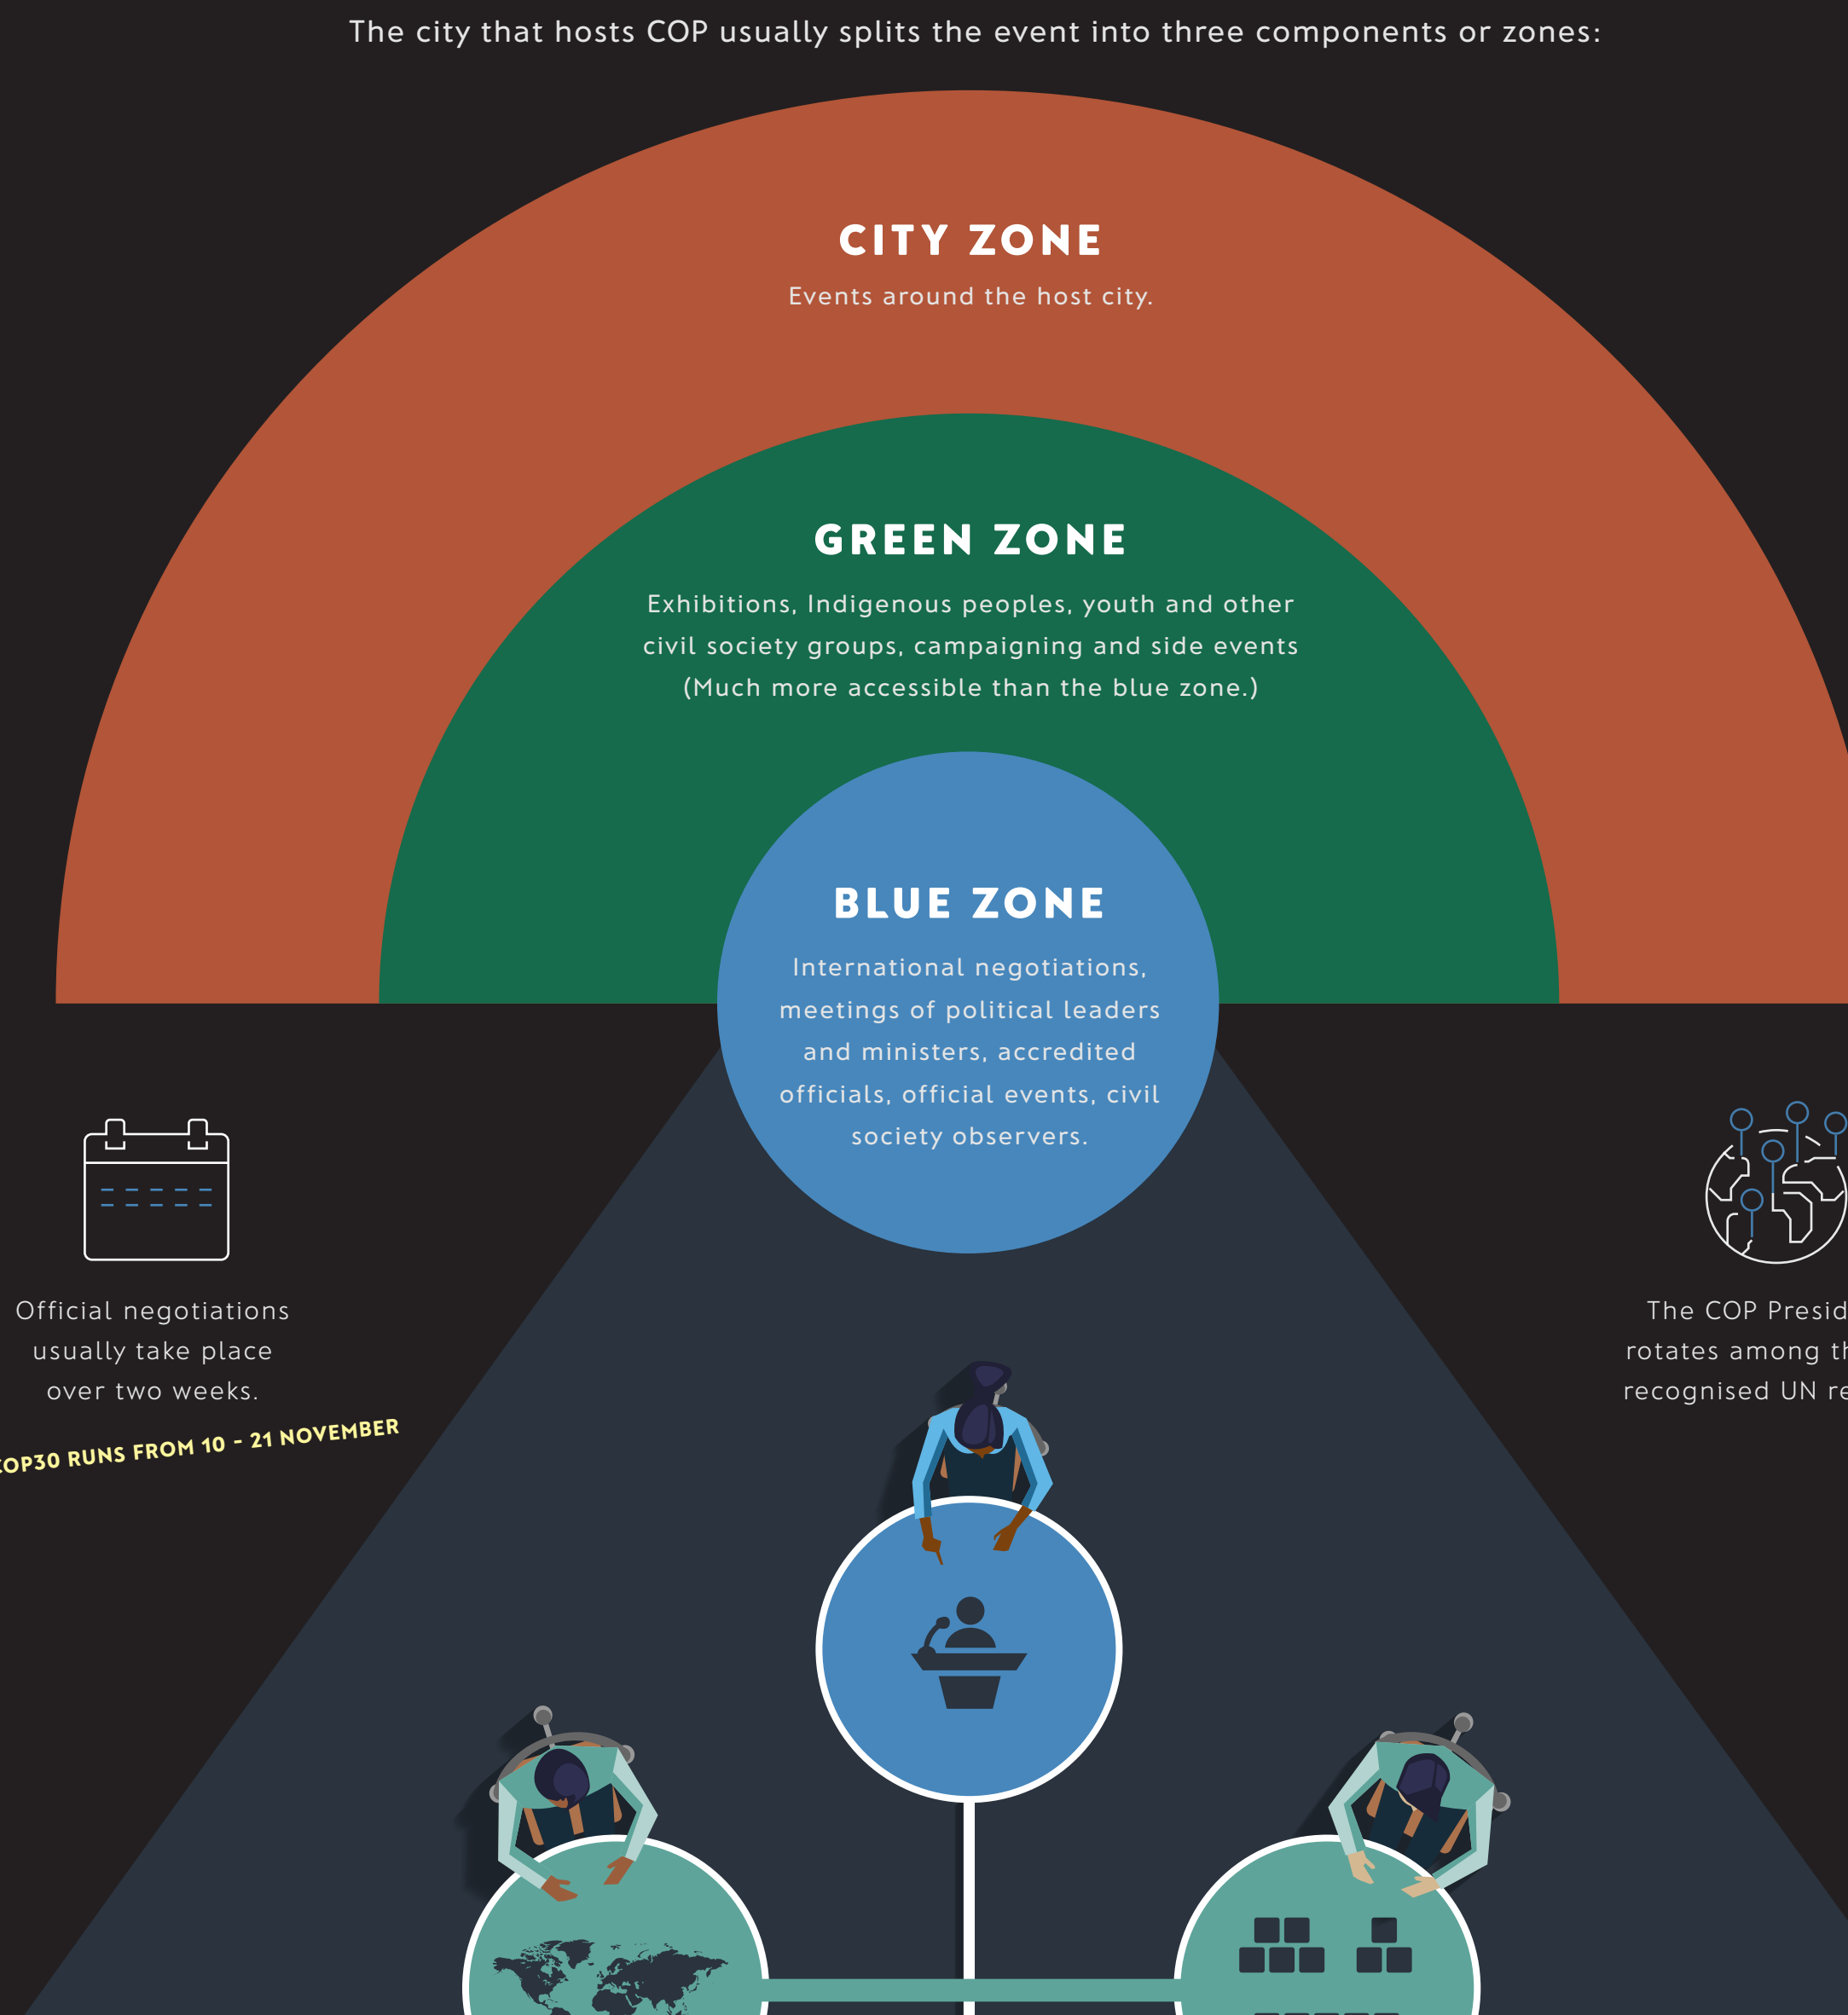 The city that hosts COP usually splits the event into three components or zones:
CITY ZONE
Events around the host city.
GREEN ZONE
Exhibitions, Indigenous peoples, youth and other
civil society groups, campaigning and side events
(Much more accessible than the blue zone.)
BLUE ZONE
International negotiations,
meetings of political leaders
and ministers, accredited
officials, official events, civil
society observers.
Official negotiations
usually take place
over two weeks.
COP30 RUNS FROM 10 - 21 NOVEMBER
The COP
rotates among
recognised UN